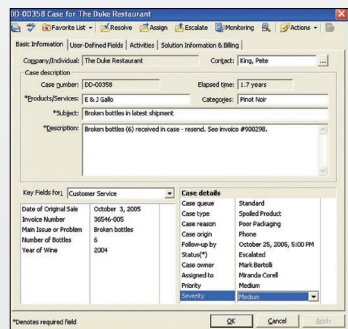 DD-00358 Case for The Duke Restaurant
Favorite List Resolve Assign Escalate Monitoring Actions
Basic Information User-Defined Fields Activities Solution Information & Billing
Company/Individual: The Duke Restaurant Contact: King, Pete ...
Case description
Case number: DD-00358 Elapsed time: 1.7 years
*Products/Services: E & J Gallo Categories: Pinot Noir
*Subject: Broken bottles in latest shipment
*Description: Broken bottles (6) received in case - resend. See invoice #900298.
Key Fields for: Customer Service
Date of Original Sale October 3, 2005
Invoice Number 36546-005
Main Issue or Problem Broken bottles
Number of Bottles 6
Year of Wine 2004
Case details
Case queue Standard
Case type Spoiled Product
Case reason Poor Packaging
Case origin Phone
Follow-up by October 25, 2005, 5:00 PM
Status(*) Escalated
Case owner Mark Bertolli
Assigned to Miranda Corell
Priority Medium
Severity Medium
*Denotes required field OK Cancel Apply